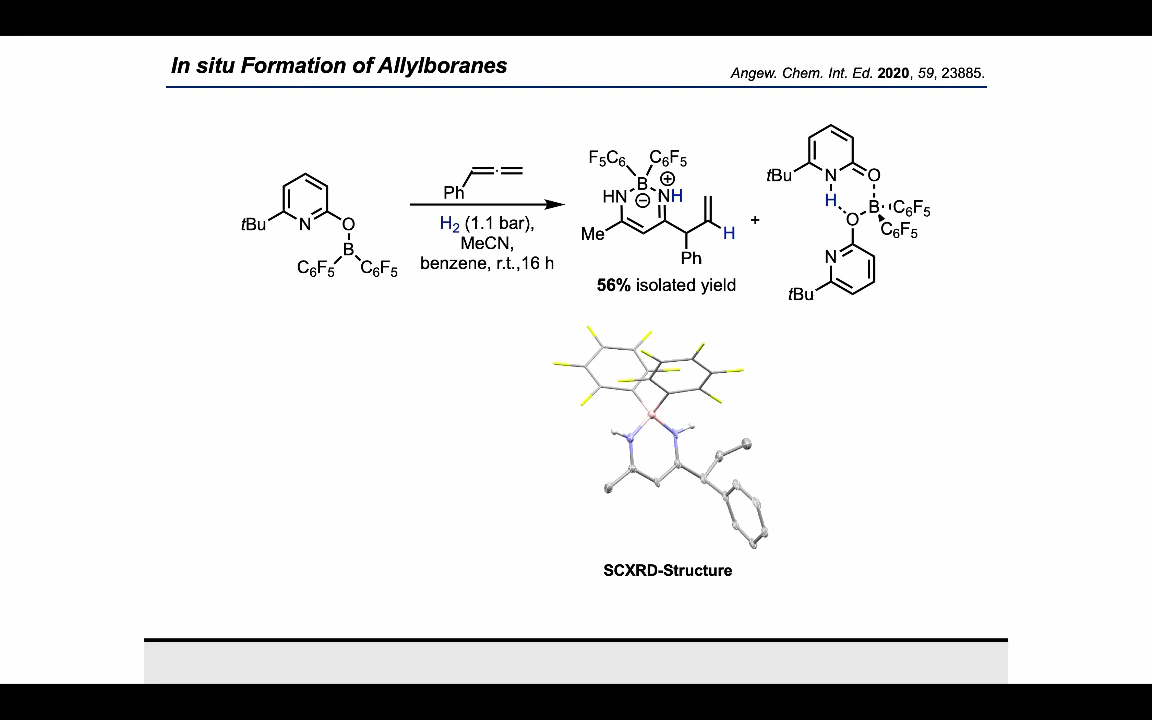 In situ Formation of Allylboranes
Angew. Chem. Int. Ed. 2020, 59, 23885.
tBu
N
O
B
C6F5
C6F5
Ph
H2 (1.1 bar),
MeCN,
benzene, r.t.,16 h
F5C6
C6F5
B
⊕
HN
⊖
NH
Me
H
Ph
56% isolated yield
+
tBu
N
O
H
B
C6F5
O
C6F5
N
tBu
SCXRD-Structure